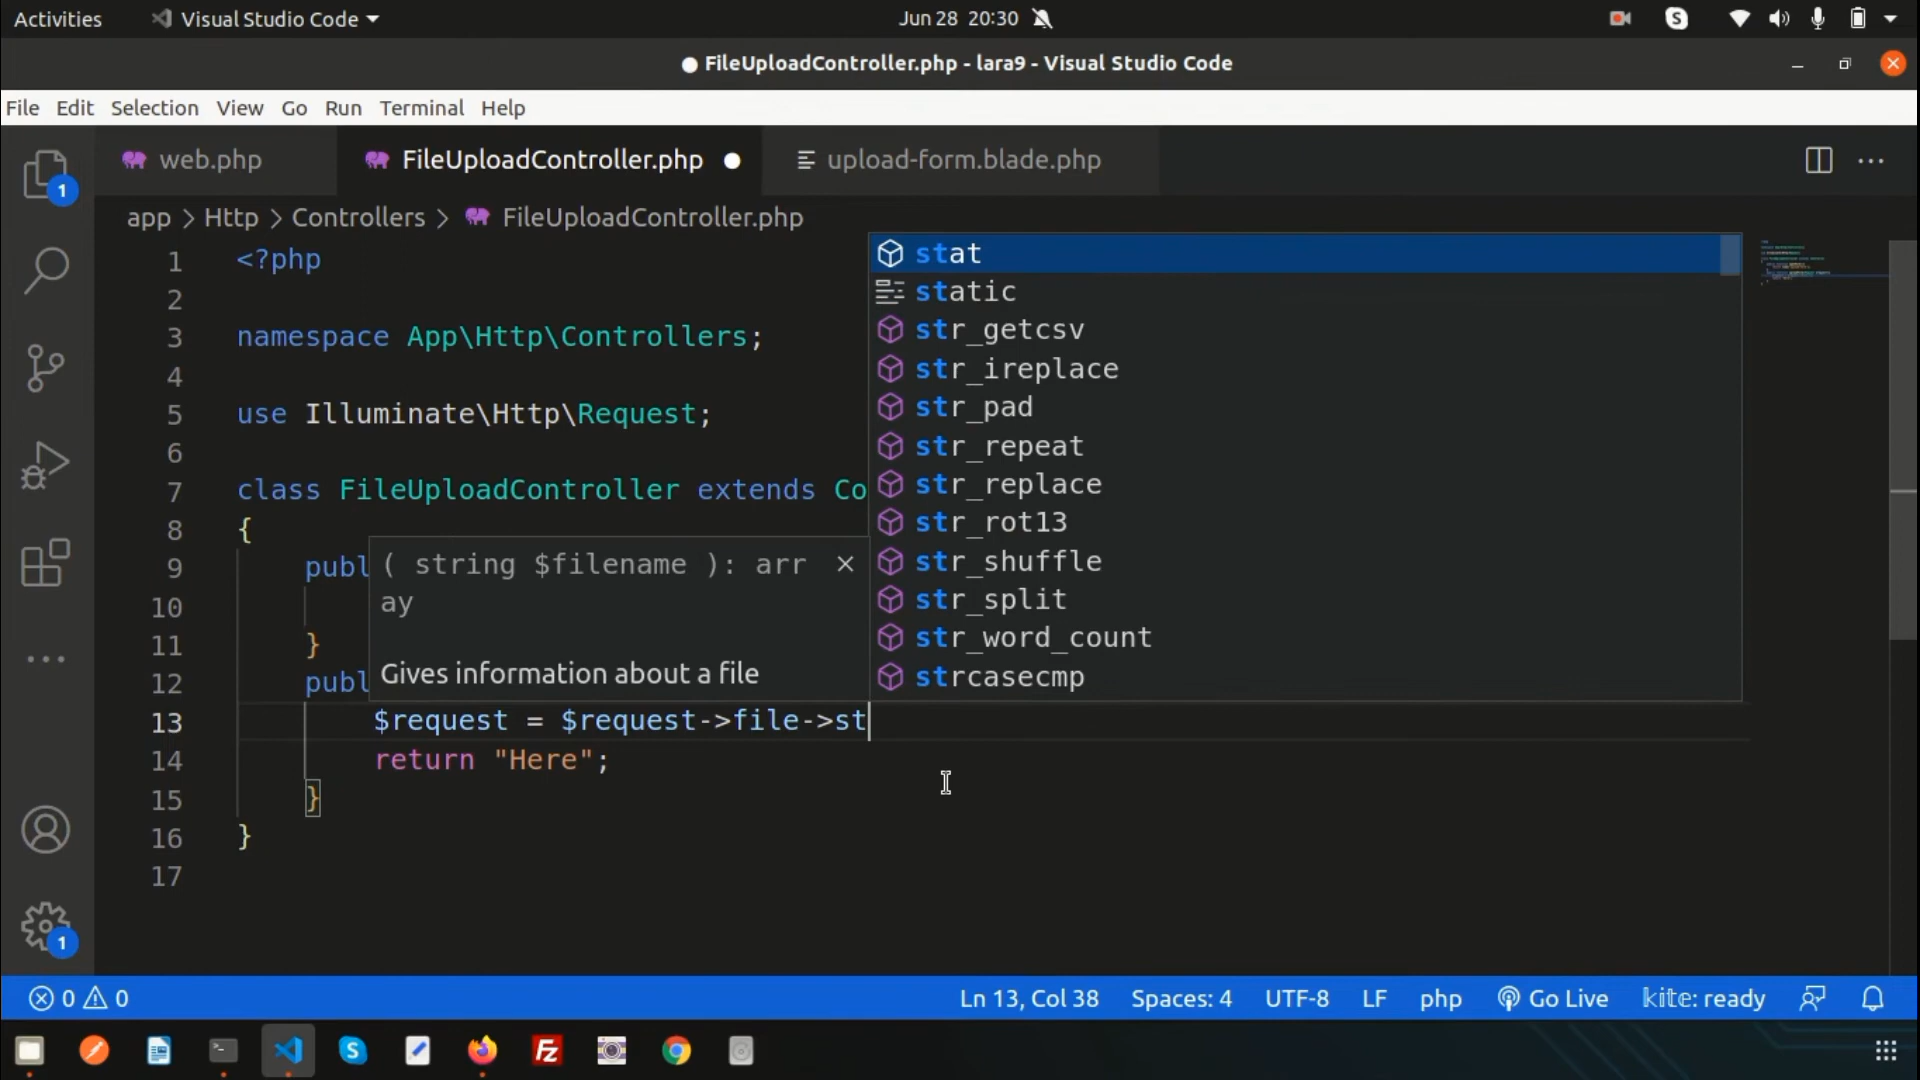 Activities Visual Studio Code Jun 28 20:30
FileUploadController.php - lara9 - Visual Studio Code
File Edit Selection View Go Run Terminal Help
web.php FileUploadController.php upload-form.blade.php
1
app > Http > Controllers > FileUploadController.php
1 <?php
2
3 namespace App\Http\Controllers;
4
5 use Illuminate\Http\Request;
6
7 class FileUploadController extends Co
8 {
9 publ
10
11 }
12 publ
13 $request = $request->file->st
14 return "Here";
15 }
16 }
17
( string $filename ): arr
ay
Gives information about a file
stat
static
str_getcsv
str_ireplace
str_pad
str_repeat
str_replace
str_rot13
str_shuffle
str_split
str_word_count
strcasecmp
1
0 0 Ln 13, Col 38 Spaces: 4 UTF-8 LF php Go Live kite: ready